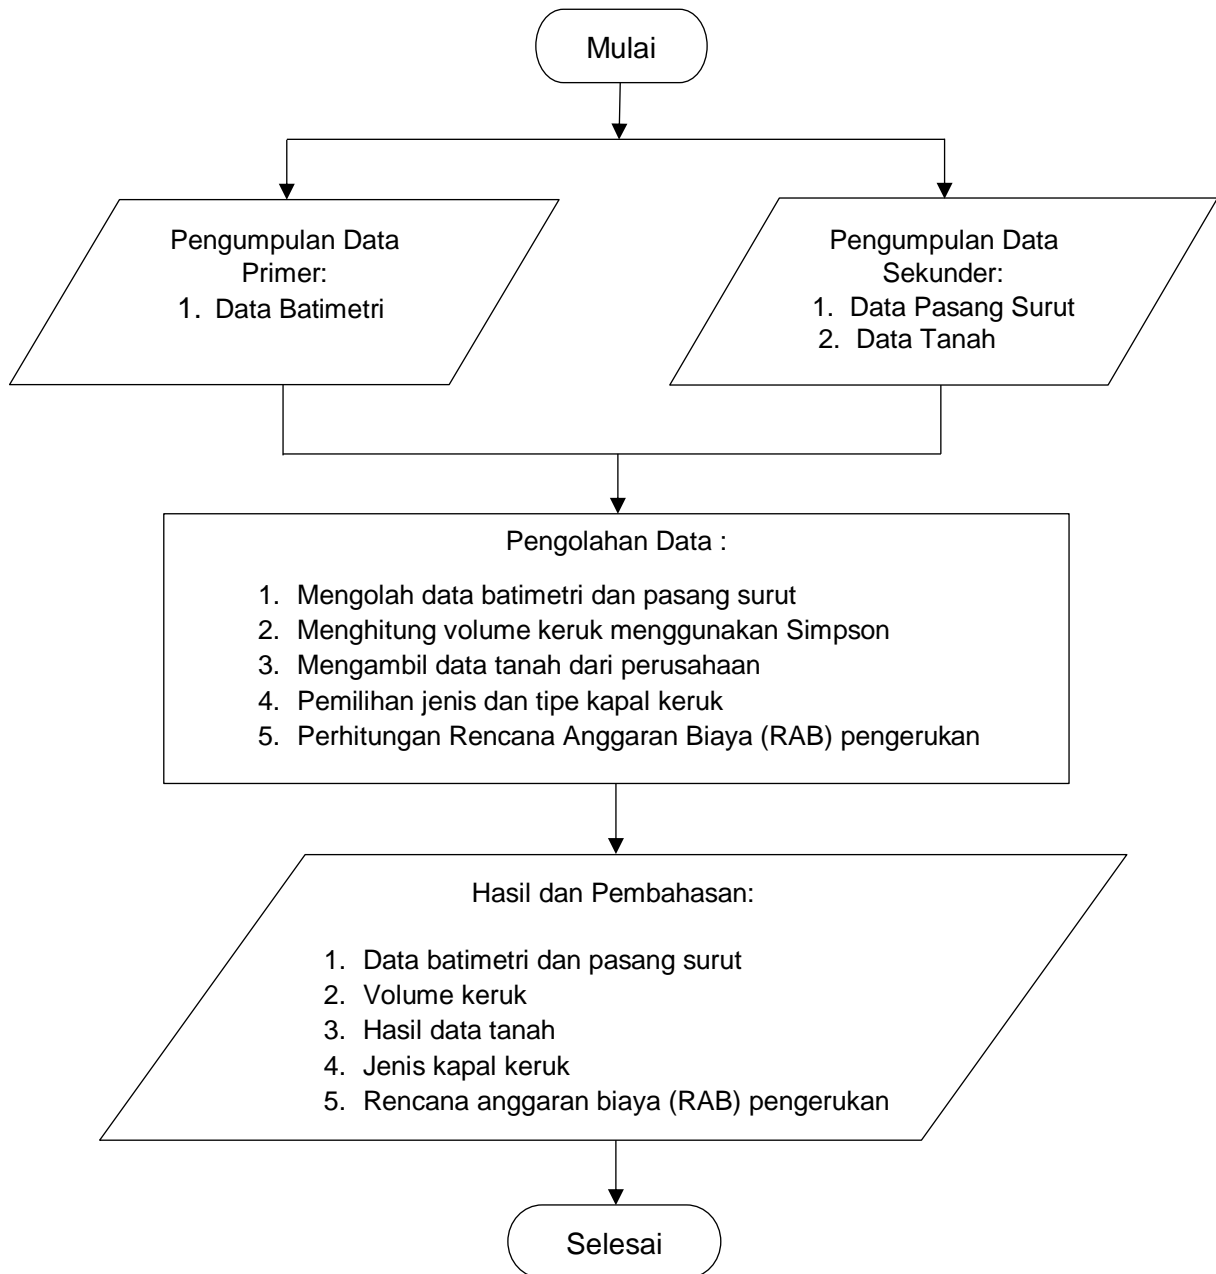 Mulai
Pengumpulan Data
Primer:
1. Data Batimetri
Pengumpulan Data
Sekunder:
1. Data Pasang Surut
2. Data Tanah
Pengolahan Data :
1. Mengolah data batimetri dan pasang surut
2. Menghitung volume keruk menggunakan Simpson
3. Mengambil data tanah dari perusahaan
4. Pemilihan jenis dan tipe kapal keruk
5. Perhitungan Rencana Anggaran Biaya (RAB) pengerukan
Hasil dan Pembahasan:
1. Data batimetri dan pasang surut
2. Volume keruk
3. Hasil data tanah
4. Jenis kapal keruk
5. Rencana anggaran biaya (RAB) pengerukan
Selesai